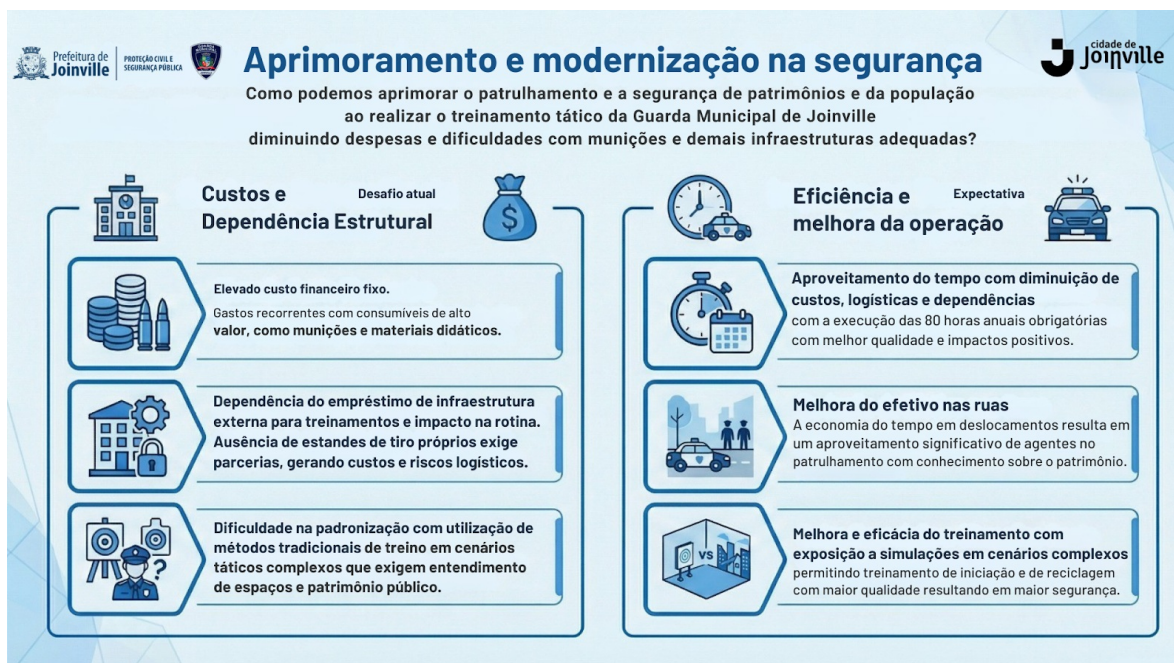 Prefeitura de
Joinville
PROTEÇÃO CIVIL E
SEGURANÇA PÚBLICA
Aprimoramento e modernização na segurança
cidade de
Joinville
Como podemos aprimorar o patrulhamento e a segurança de patrimônios e da população
ao realizar o treinamento tático da Guarda Municipal de Joinville
diminuindo despesas e dificuldades com munições e demais infraestruturas adequadas?
Custos e
Dependência Estrutural
Desafio atual
$
Elevado custo financeiro fixo.
Gastos recorrentes com consumíveis de alto
valor, como munições e materiais didáticos.
Dependência do empréstimo de infraestrutura
externa para treinamentos e impacto na rotina.
Ausência de estandes de tiro próprios exige
parcerias, gerando custos e riscos logísticos.
?
Dificuldade na padronização com utilização de
métodos tradicionais de treino em cenários
táticos complexos que exigem entendimento
de espaços e patrimônio público.
Eficiência e
melhora da operação
Expectativa
Aproveitamento do tempo com diminuição de
custos, logísticas e dependências
com a execução das 80 horas anuais obrigatórias
com melhor qualidade e impactos positivos.
Melhora do efetivo nas ruas
A economia do tempo em deslocamentos resulta em
um aproveitamento significativo de agentes no
patrulhamento com conhecimento sobre o patrimônio.
VS
Melhora e eficácia do treinamento com
exposição a simulações em cenários complexos
permitindo treinamento de iniciação e de reciclagem
com maior qualidade resultando em maior segurança.